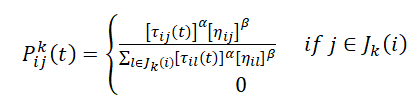 P_{ij}^{k}(t) = \begin{cases} \frac{[\tau_{ij}(t)]^{\alpha}[\eta_{ij}]^{\beta}}{\sum_{l \in J_k(i)}[\tau_{il}(t)]^{\alpha}[\eta_{il}]^{\beta}} & if\ j \in J_k(i) \\ 0 \end{cases}